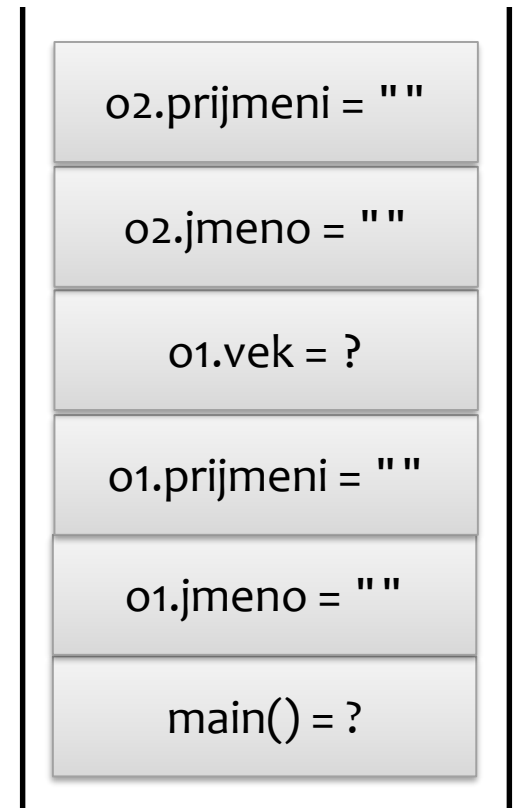 o2.prijmeni = ""
o2.jmeno = ""
o1.vek = ?
o1.prijmeni = ""
o1.jmeno = ""
main() = ?